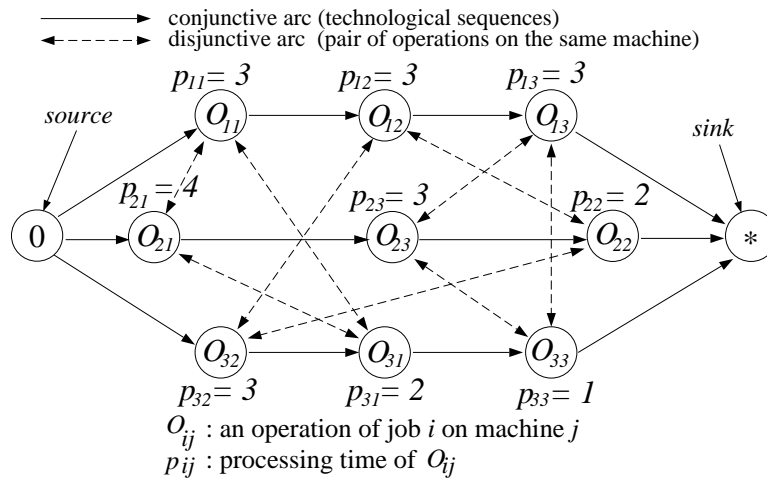 conjunctive arc (technological sequences)
disjunctive arc (pair of operations on the same machine)
p11 = 3 p12 = 3 p13 = 3
source O11 O12 O13 sink
p21 = 4 p23 = 3 p22 = 2
0 O21 O23 O22 *
O32 O31 O33
p32 = 3 p31 = 2 p33 = 1
Oij : an operation of job i on machine j
pij : processing time of Oij